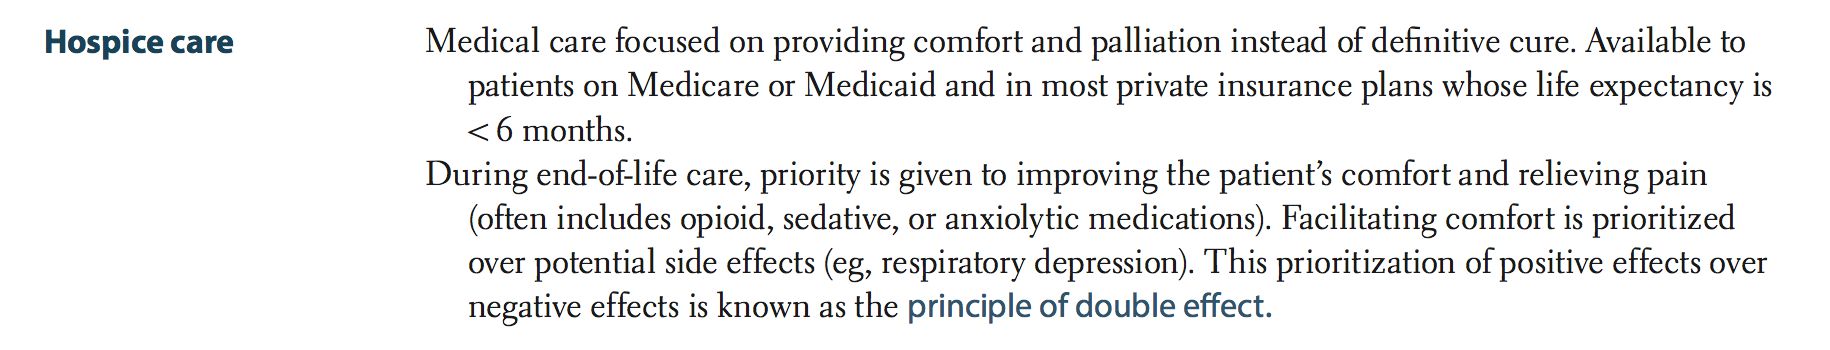 Hospice care
Medical care focused on providing comfort and palliation instead of definitive cure. Available to
patients on Medicare or Medicaid and in most private insurance plans whose life expectancy is
< 6 months.
During end-of-life care, priority is given to improving the patient’s comfort and relieving pain
(often includes opioid, sedative, or anxiolytic medications). Facilitating comfort is prioritized
over potential side effects (eg, respiratory depression). This prioritization of positive effects over
negative effects is known as the principle of double effect.